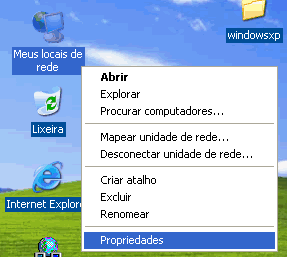 windowsxp
Meus locais de
rede
Abrir
Explorar
Procurar computadores...
Lixeira
Mapear unidade de rede...
Desconectar unidade de rede...
Criar atalho
Excluir
Internet Explore
Renomear
Propriedades